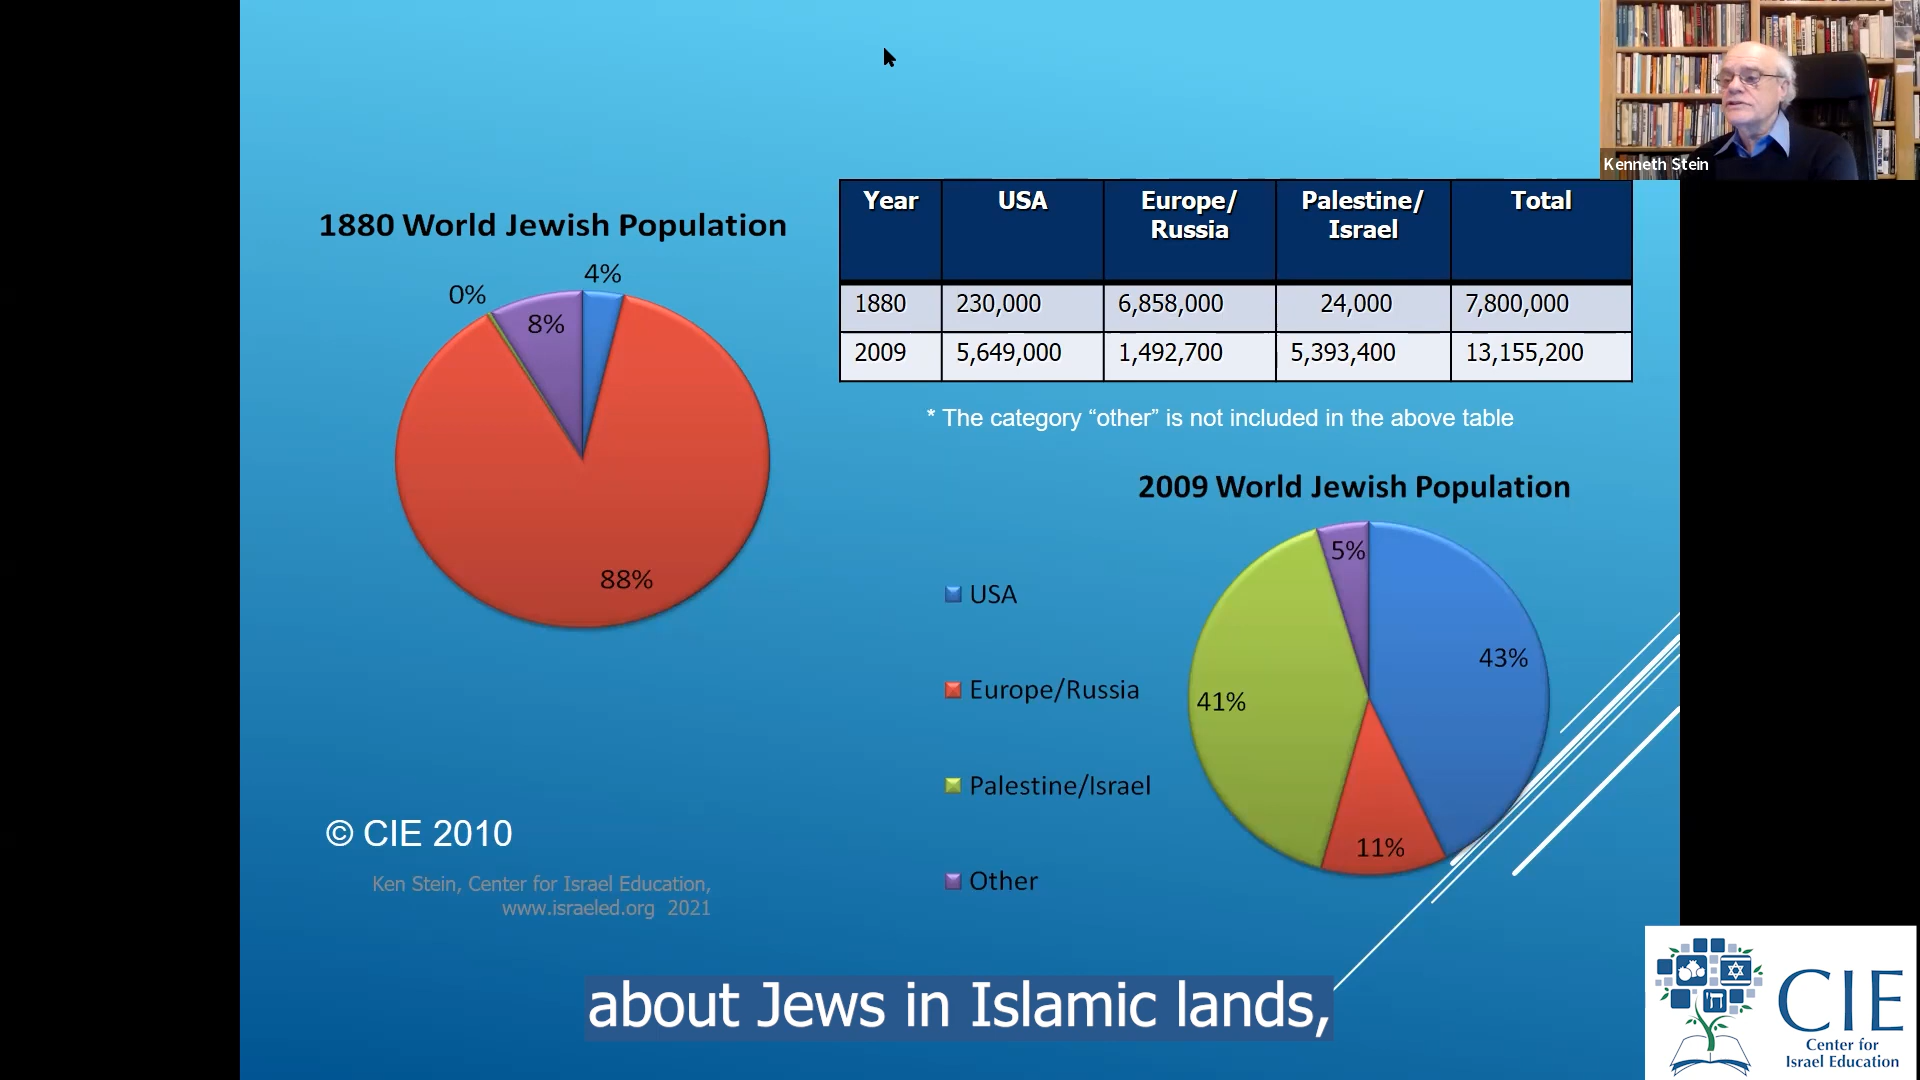 Kenneth Stein
1880 World Jewish Population
4%
0%
8%
88%
Year USA Europe/ Palestine/ Total
Russia Israel
1880 230,000 6,858,000 24,000 7,800,000
2009 5,649,000 1,492,700 5,393,400 13,155,200
* The category “other” is not included in the above table
2009 World Jewish Population
5%
43%
41%
11%
USA
Europe/Russia
Palestine/Israel
Other
© CIE 2010
Ken Stein, Center for Israel Education,
www.israeled.org 2021
about Jews in Islamic lands,
CIE
Center for
Israel Education